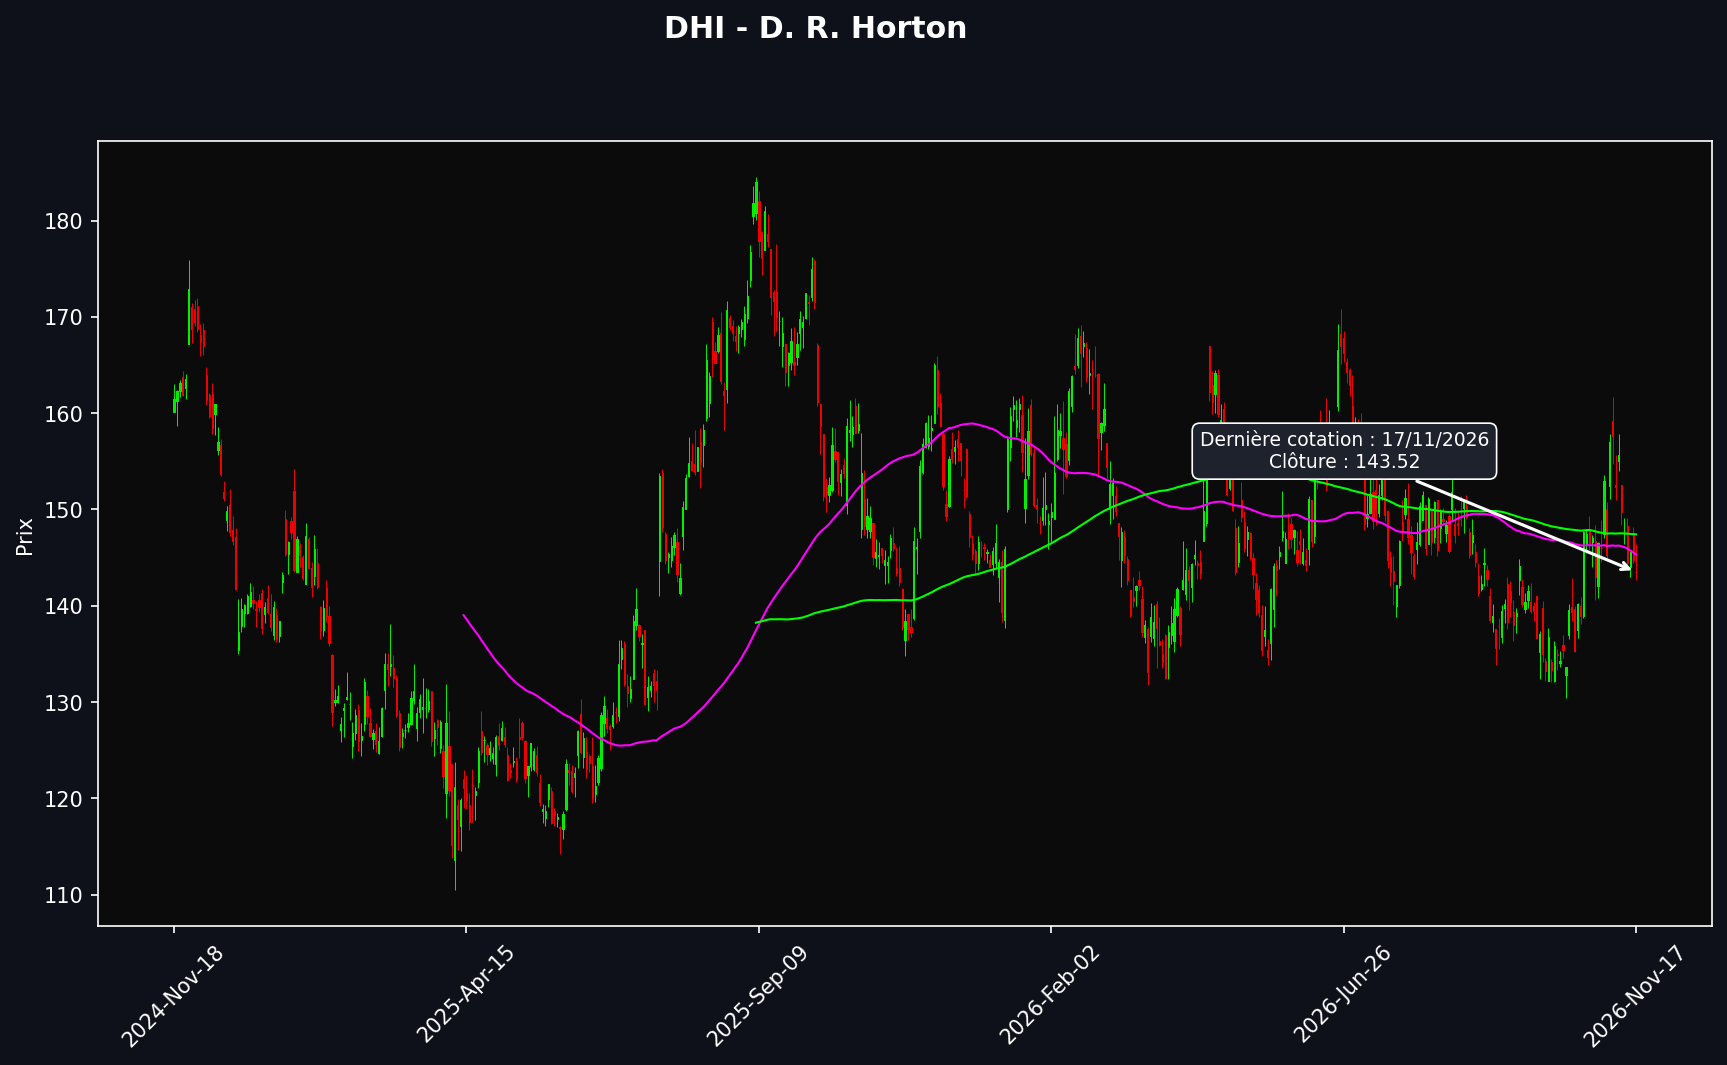 DHI - D. R. Horton
Prix
180
170
160
150
140
130
120
110
Dernière cotation : 17/11/2026
Clôture : 143.52
2024-Nov-18
2025-Apr-15
2025-Sep-09
2026-Feb-02
2026-Jun-26
2026-Nov-17